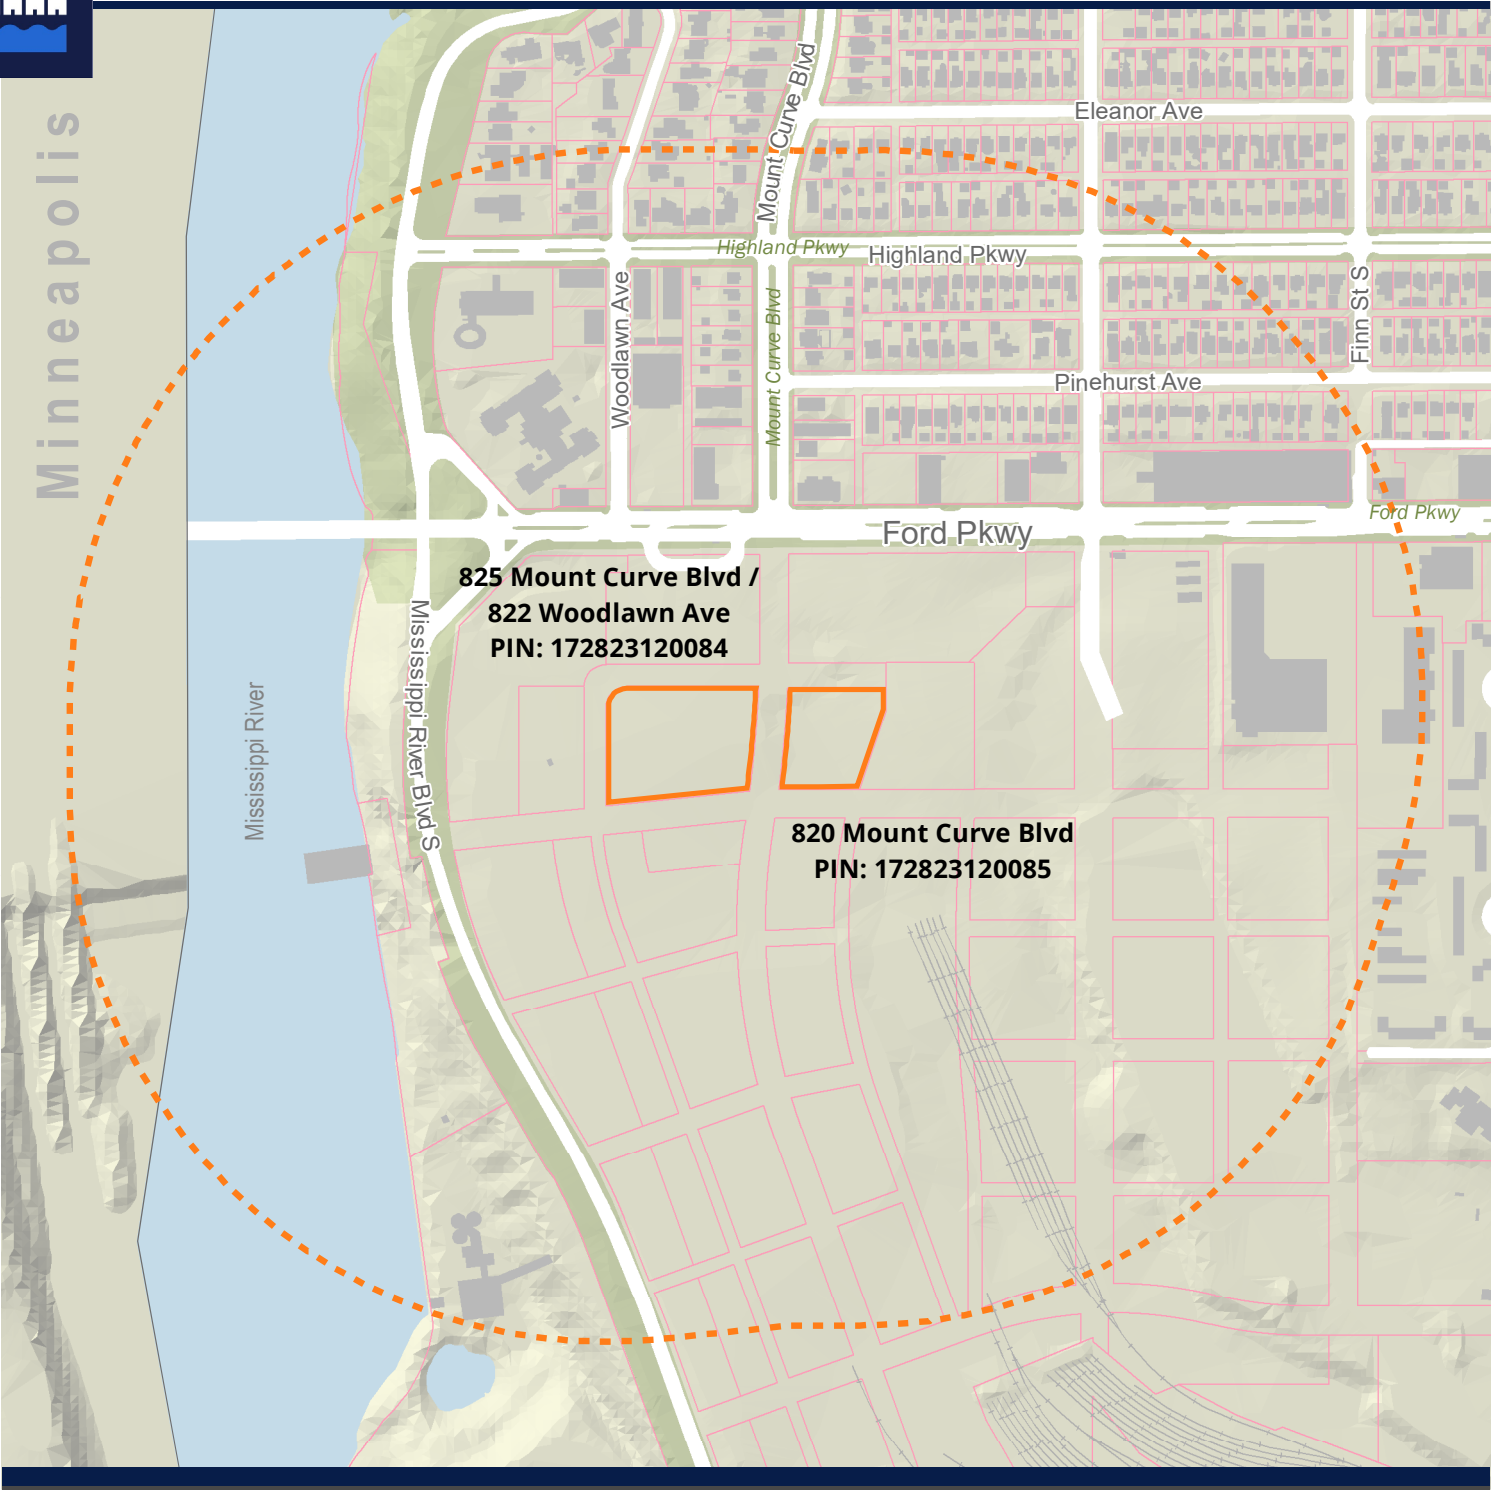 Minneapolis
Mount Curve Blvd
Eleanor Ave
Highland Pkwy
Highland Pkwy
Woodlawn Ave
Mount Curve Blvd
Finn St S
Pinehurst Ave
Ford Pkwy
Ford Pkwy
825 Mount Curve Blvd /
822 Woodlawn Ave
PIN: 172823120084
Mississippi River Blvd S
Mississippi River
820 Mount Curve Blvd
PIN: 172823120085